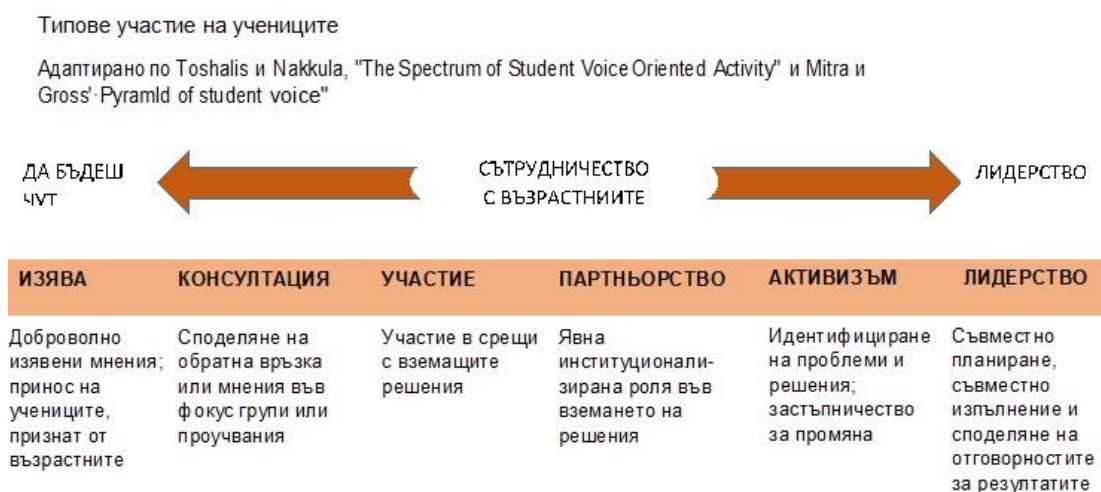 Типове участие на учениците
Адаптирано по Toshalis и Nakkula, "The Spectrum of Student Voice Oriented Activity" и Mitra и
Gross'·Pyramld of student voice"
ДА БЪДЕШ
ЧУТ
СЪТРУДНИЧЕСТВО
С ВЪЗРАСТНИИТЕ
ЛИДЕРСТВО
ИЗЯВА
Доброволно
изявени мнения;
принос на
учениците,
признат от
възрастните
КОНСУЛТАЦИЯ
Споделяне на
обратна връзка
или мнения във
фокус групи или
проучвания
УЧАСТИЕ
Участие в срещи
с вземащите
решения
ПАРТНЬОРСТВО
Явна
институционали-
зирана роля във
вземането на
решения
АКТИВИЗЪМ
Идентифициране
на проблеми и
решения;
застъпничество
за промяна
ЛИДЕРСТВО
Съвместно
планиране,
съвместно
изпълнение и
споделяне на
отговорностите
за резултатите